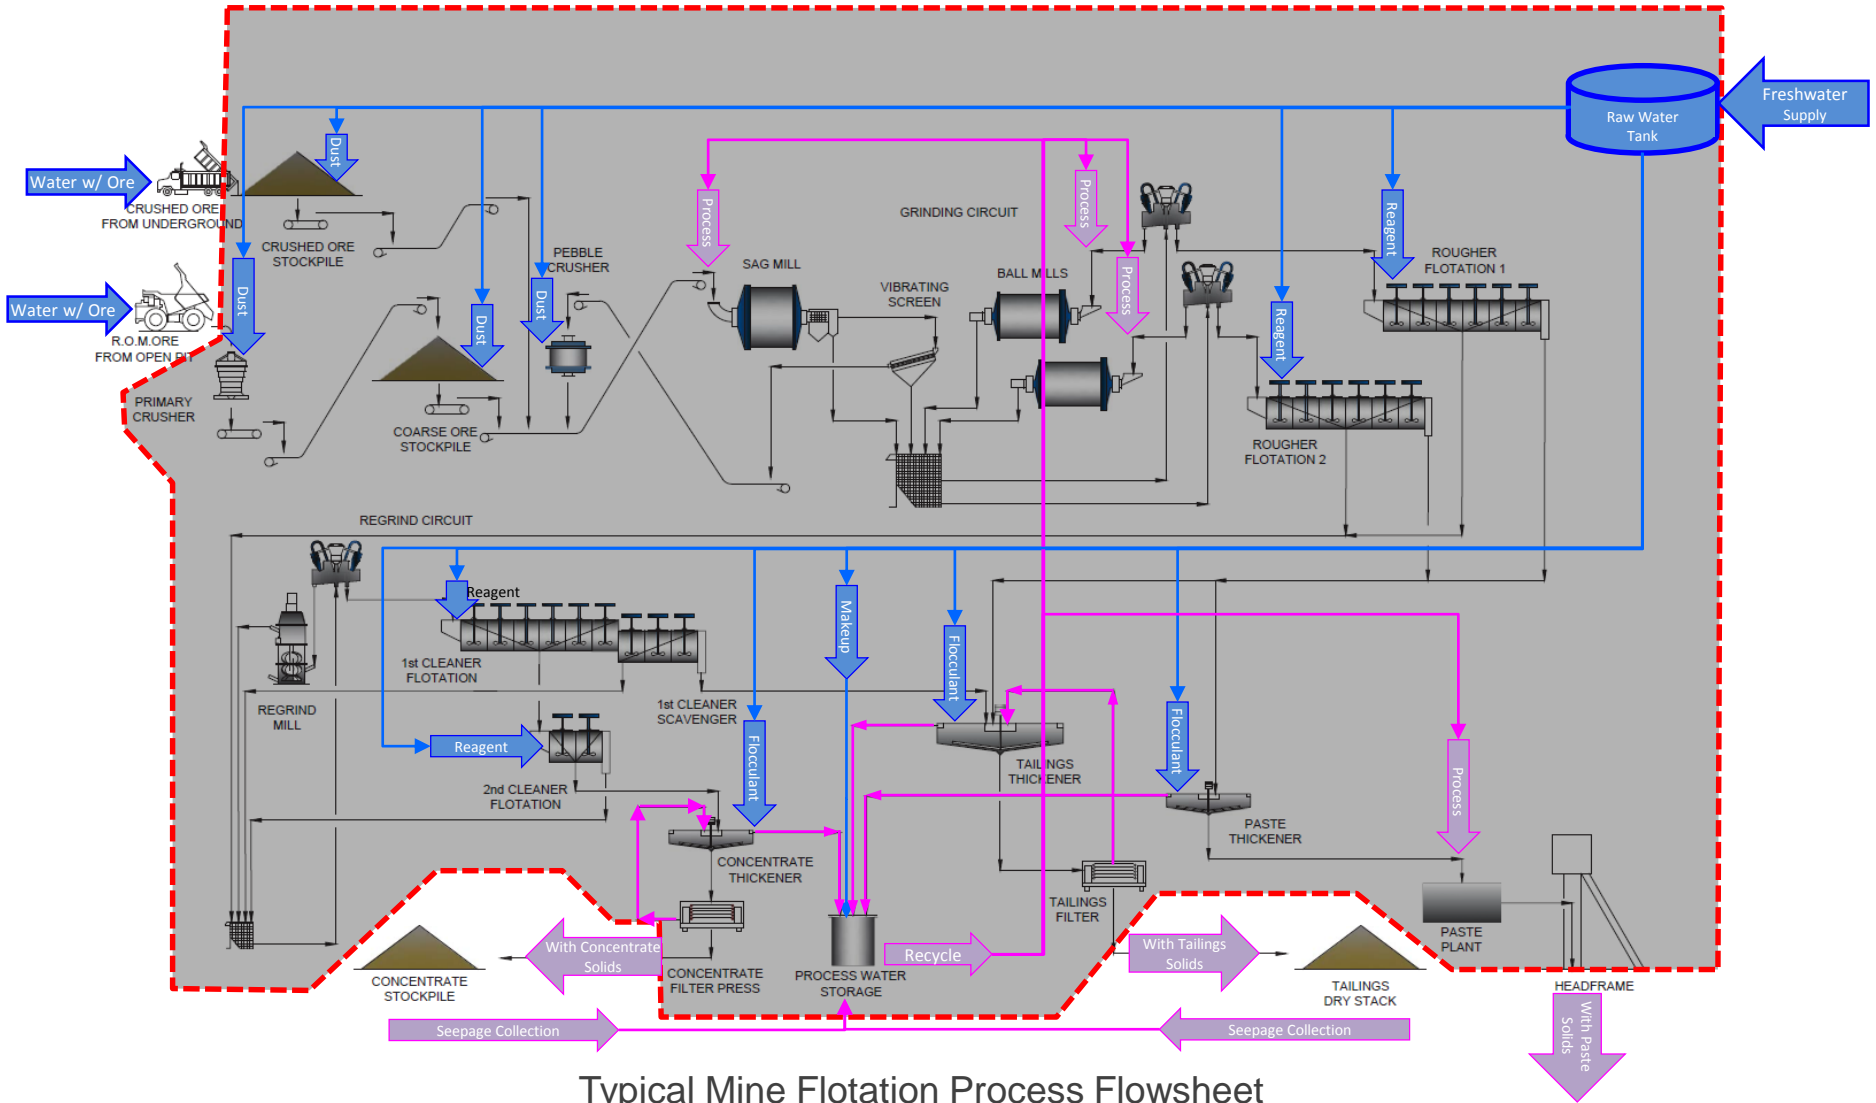 Freshwater
Supply
Raw Water
Tank
Dust
Water w/ Ore
CRUSHED ORE
FROM UNDERGROUND
CRUSHED ORE
STOCKPILE
Dust
Water w/ Ore
R.O.M.ORE
FROM OPEN PIT
PRIMARY
CRUSHER
Dust
COARSE ORE
STOCKPILE
PEBBLE
CRUSHER
Dust
Process
SAG MILL
GRINDING CIRCUIT
VIBRATING
SCREEN
BALL MILLS
Process
Process
Reagent
ROUGHER
FLOTATION 1
Reagent
ROUGHER
FLOTATION 2
REGRIND CIRCUIT
Reagent
REGRIND
MILL
1st CLEANER
FLOTATION
1st CLEANER
SCAVENGER
Makeup
Flocculant
TAILINGS
THICKENER
Reagent
2nd CLEANER
FLOTATION
Flocculant
CONCENTRATE
THICKENER
Flocculant
PASTE
THICKENER
Process
TAILINGS
FILTER
PASTE
PLANT
With Concentrate
Solids
CONCENTRATE
STOCKPILE
CONCENTRATE
FILTER PRESS
PROCESS WATER
STORAGE
Recycle
With Tailings
Solids
TAILINGS
DRY STACK
HEADFRAME
Seepage Collection
Seepage Collection
With Paste
Solids
Typical Mine Flotation Process Flowsheet